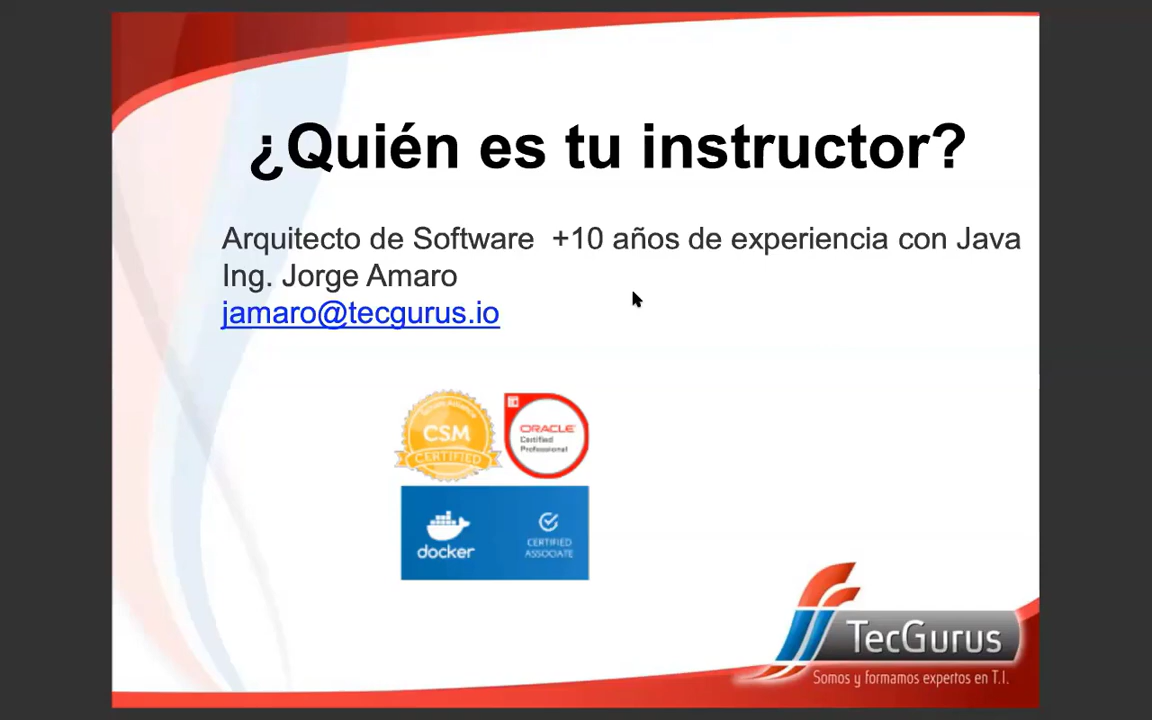 ¿Quién es tu instructor?
Arquitecto de Software +10 años de experiencia con Java
Ing. Jorge Amaro
jamaro@tecgurus.io
CSM
CERTIFIED
ORACLE
Certified
Professional
docker
CERTIFIED
ASSOCIATE
TecGurus
Somos y formamos expertos en T.I.